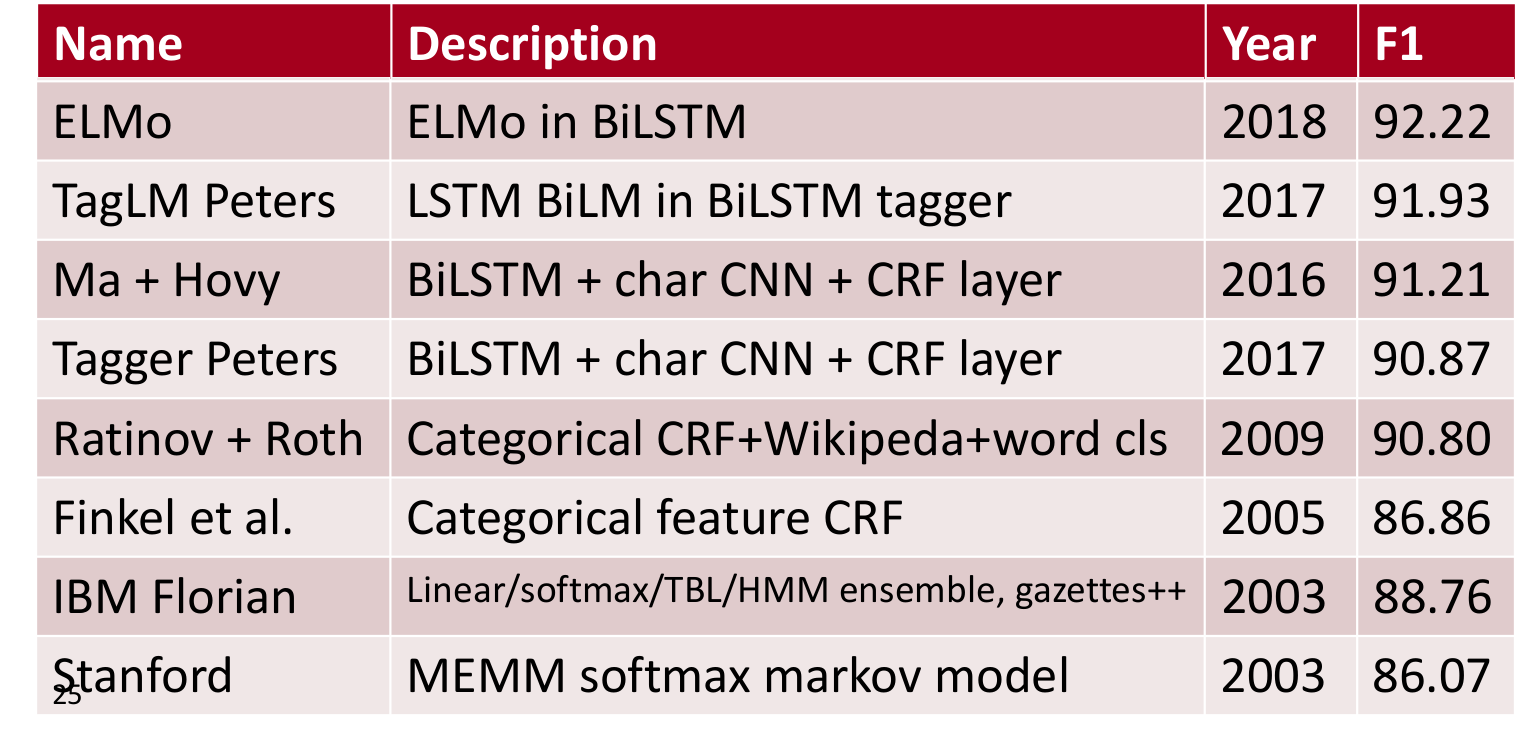 Name Description Year F1
ELMo ELMo in BiLSTM 2018 92.22
TagLM Peters LSTM BiLM in BiLSTM tagger 2017 91.93
Ma + Hovy BiLSTM + char CNN + CRF layer 2016 91.21
Tagger Peters BiLSTM + char CNN + CRF layer 2017 90.87
Ratinov + Roth Categorical CRF+Wikipeda+word cls 2009 90.80
Finkel et al. Categorical feature CRF 2005 86.86
IBM Florian Linear/softmax/TBL/HMM ensemble, gazettes++ 2003 88.76
Stanford MEMM softmax markov model 2003 86.07
25